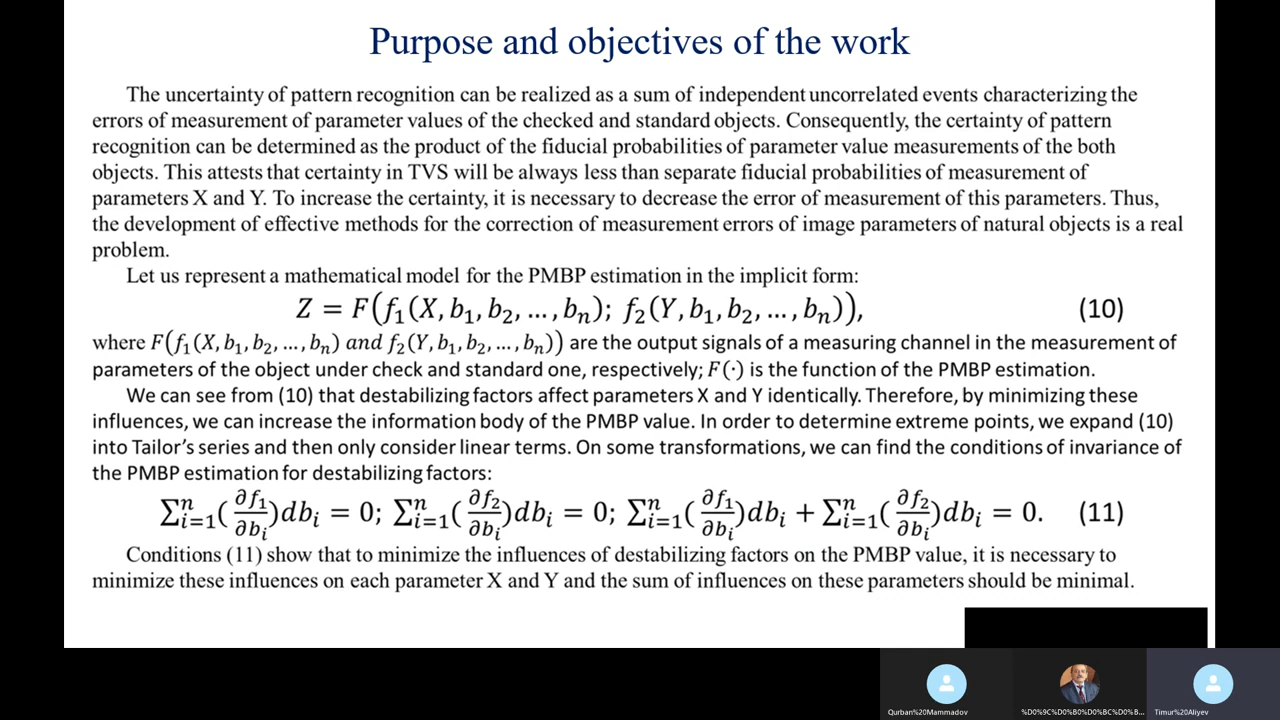 Purpose and objectives of the work
The uncertainty of pattern recognition can be realized as a sum of independent uncorrelated events characterizing the
errors of measurement of parameter values of the checked and standard objects. Consequently, the certainty of pattern
recognition can be determined as the product of the fiducial probabilities of parameter value measurements of the both
objects. This attests that certainty in TVS will be always less than separate fiducial probabilities of measurement of
parameters X and Y. To increase the certainty, it is necessary to decrease the error of measurement of this parameters. Thus,
the development of effective methods for the correction of measurement errors of image parameters of natural objects is a real
problem.
Let us represent a mathematical model for the PMBP estimation in the implicit form:
Z = F(f₁(X, b₁, b₂, ..., bₙ); f₂(Y, b₁, b₂, ..., bₙ)), (10)
where F(f₁(X, b₁, b₂, ..., bₙ) and f₂(Y, b₁, b₂, ..., bₙ)) are the output signals of a measuring channel in the measurement of
parameters of the object under check and standard one, respectively; F(·) is the function of the PMBP estimation.
We can see from (10) that destabilizing factors affect parameters X and Y identically. Therefore, by minimizing these
influences, we can increase the information body of the PMBP value. In order to determine extreme points, we expand (10)
into Tailor's series and then only consider linear terms. On some transformations, we can find the conditions of invariance of
the PMBP estimation for destabilizing factors:
∑ⁿᵢ₌₁(∂f₁/∂bᵢ)dbᵢ = 0; ∑ⁿᵢ₌₁(∂f₂/∂bᵢ)dbᵢ = 0; ∑ⁿᵢ₌₁(∂f₁/∂bᵢ)dbᵢ + ∑ⁿᵢ₌₁(∂f₂/∂bᵢ)dbᵢ = 0. (11)
Conditions (11) show that to minimize the influences of destabilizing factors on the PMBP value, it is necessary to
minimize these influences on each parameter X and Y and the sum of influences on these parameters should be minimal.
Qurban%20Mammadov %D0%9C%D0%B0%D0%BC%D0%B... Timur%20Aliyev